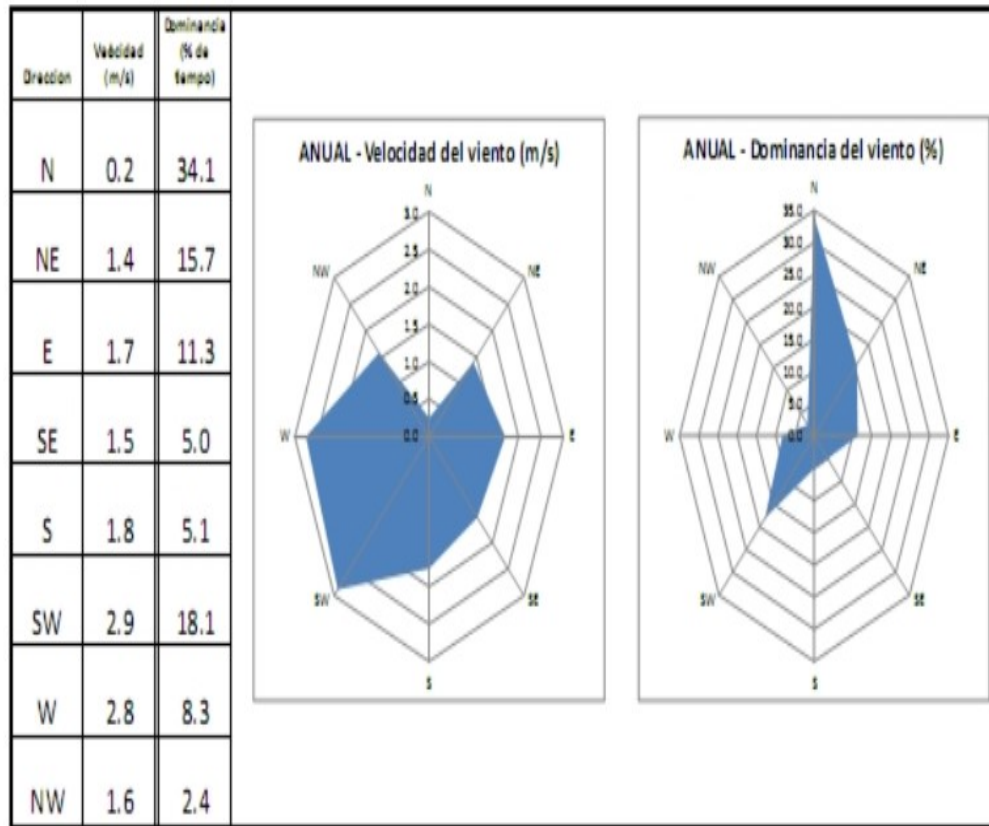 Direccion Velocidad (m/s) Dominancia (% de tiempo)
N 0.2 34.1
NE 1.4 15.7
E 1.7 11.3
SE 1.5 5.0
S 1.8 5.1
SW 2.9 18.1
W 2.8 8.3
NW 1.6 2.4
ANUAL - Velocidad del viento (m/s)
N
3.0
NW NE
2.5
2.0
1.5
1.0
0.5
W 0.0 E
SW SE
S
ANUAL - Dominancia del viento (%)
N
35.0
30.0
NW NE
25.0
20.0
15.0
10.0
5.0
W 0.0 E
SW SE
S